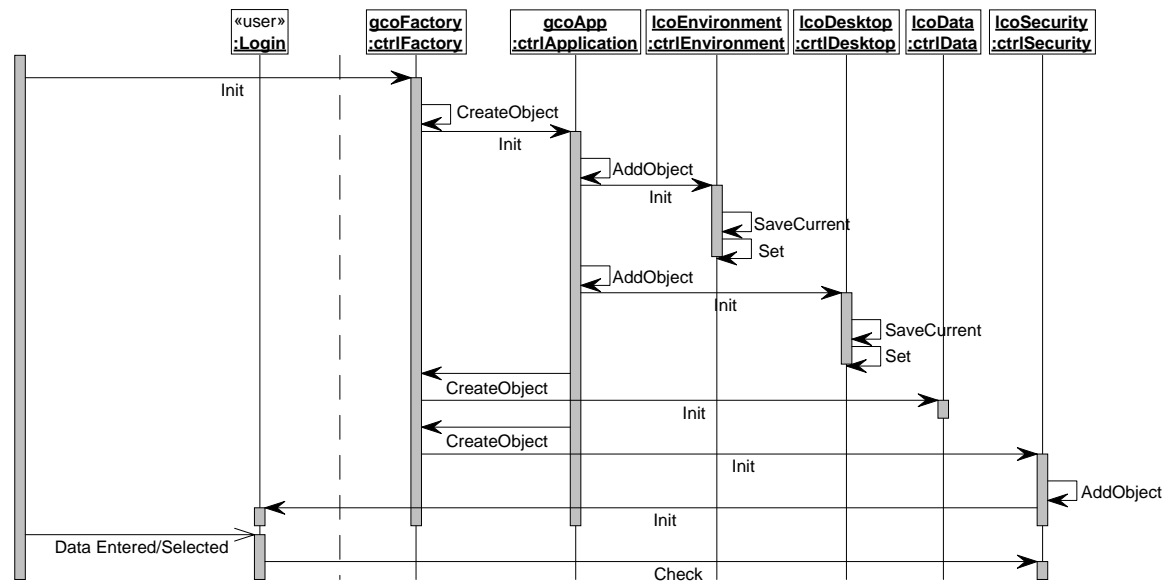 «user»
:Login
gcoFactory
:ctrlFactory
gcoApp
:ctrlApplication
lcoEnvironment
:ctrlEnvironment
lcoDesktop
:crtlDesktop
lcoData
:ctrlData
lcoSecurity
:ctrlSecurity
Init
CreateObject
Init
AddObject
Init
SaveCurrent
Set
AddObject
Init
SaveCurrent
Set
CreateObject
Init
CreateObject
Init
AddObject
Init
Data Entered/Selected
Check